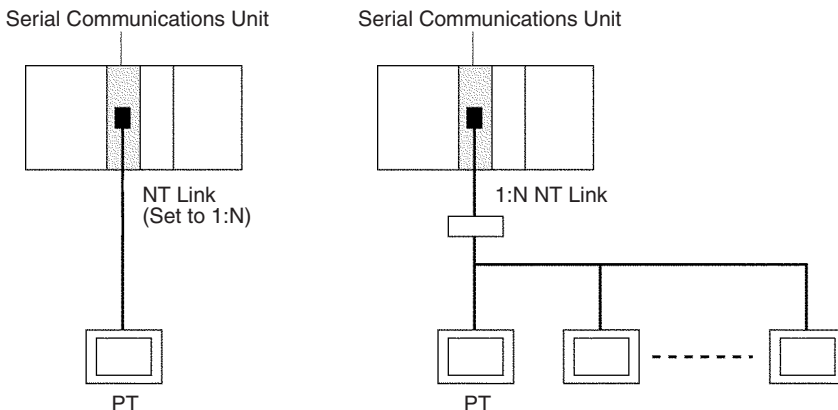 Serial Communications Unit
NT Link
(Set to 1:N)
PT
Serial Communications Unit
1:N NT Link
PT